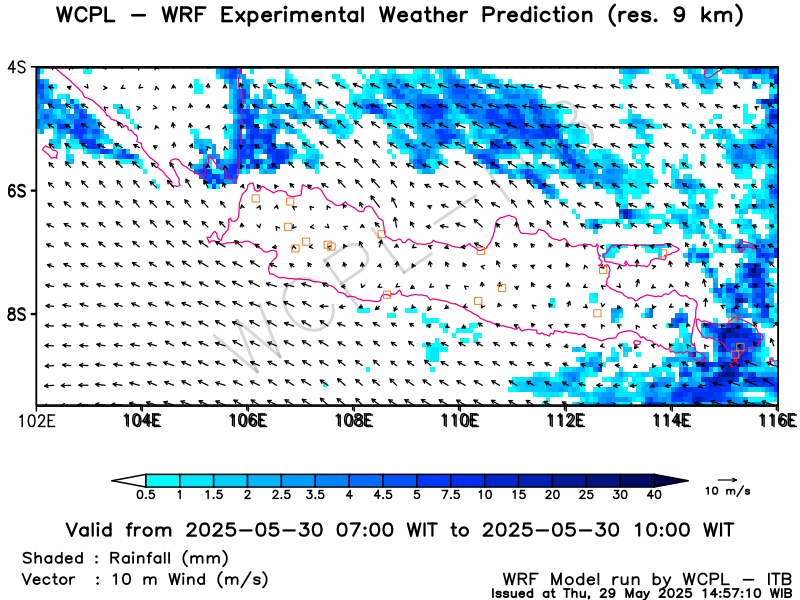 WCPL — WRF Experimental Weather Prediction (res. 9 km)
4S
6S
8S
102E 104E 106E 108E 110E 112E 114E 116E
WCPL-ITB
0.5 1 1.5 2 2.5 3.5 4 4.5 5 7.5 10 15 20 25 30 40
10 m/s
Valid from 2025-05-30 07:00 WIT to 2025-05-30 10:00 WIT
Shaded : Rainfall (mm)
Vector : 10 m Wind (m/s)
WRF Model run by WCPL — ITB
Issued at Thu, 29 May 2025 14:57:10 WIB